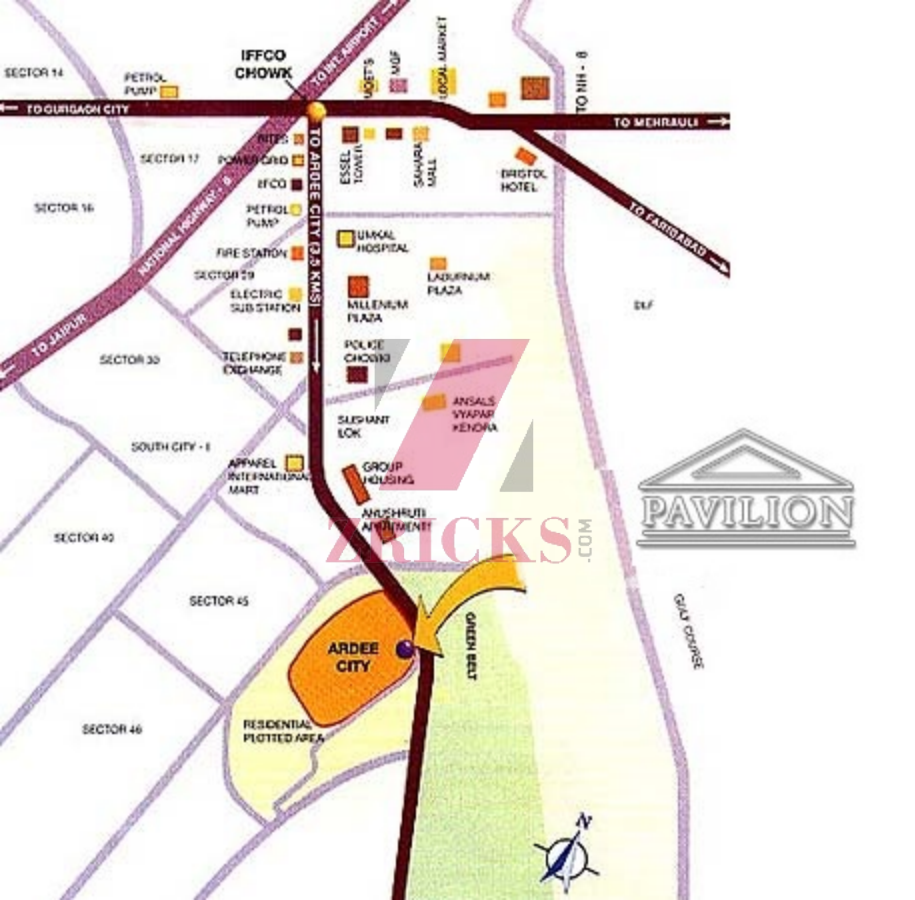 TO INT. AIRPORT
IFFCO
CHOWK
SECTOR 14
PETROL
PUMP
MOET'S
MGF
LOCAL MARKET
TO NH - 8
TO GURGAON CITY
TO MEHRAULI
RITES
SECTOR 17
POWER GRID
ESSEL
TOWER
SAHARA
MALL
BRISTOL
HOTEL
IFFCO
SECTOR 16
PETROL
PUMP
NATIONAL HIGHWAY - 8
TO ARDEE CITY (3.5 KMS)
TO FARIDABAD
UMKAL
HOSPITAL
FIRE STATION
SECTOR 29
LABURNUM
PLAZA
ELECTRIC
SUB STATION
MILLENIUM
PLAZA
DLF
TO JAIPUR
SECTOR 30
TELEPHONE
EXCHANGE
POLICE
CHOWKI
ANSALS
VYAPAR
KENDRA
SUSHANT
LOK
SOUTH CITY - I
APPAREL
INTERNATIONAL
MART
GROUP
HOUSING
PAVILION
ANUSHRUTI
APARTMENTS
ZRICKS
.COM
SECTOR 40
SECTOR 45
GULF COURSE
GREEN BELT
ARDEE
CITY
SECTOR 46
RESIDENTIAL
PLOTTED AREA
N